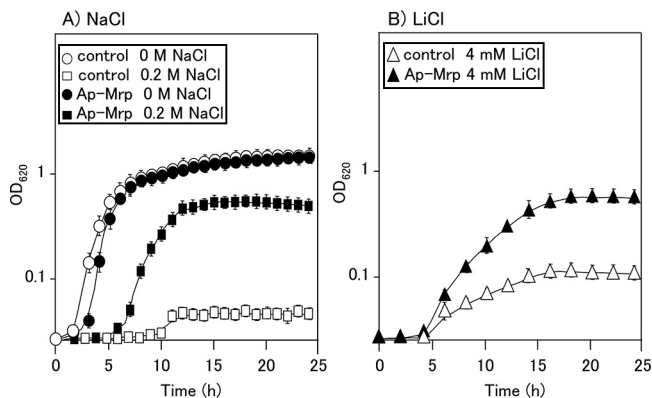 A) NaCl
control 0 M NaCl
control 0.2 M NaCl
Ap-Mrp 0 M NaCl
Ap-Mrp 0.2 M NaCl
OD620
1
0.1
0 5 10 15 20 25
Time (h)
B) LiCl
control 4 mM LiCl
Ap-Mrp 4 mM LiCl
OD620
1
0.1
0 5 10 15 20 25
Time (h)